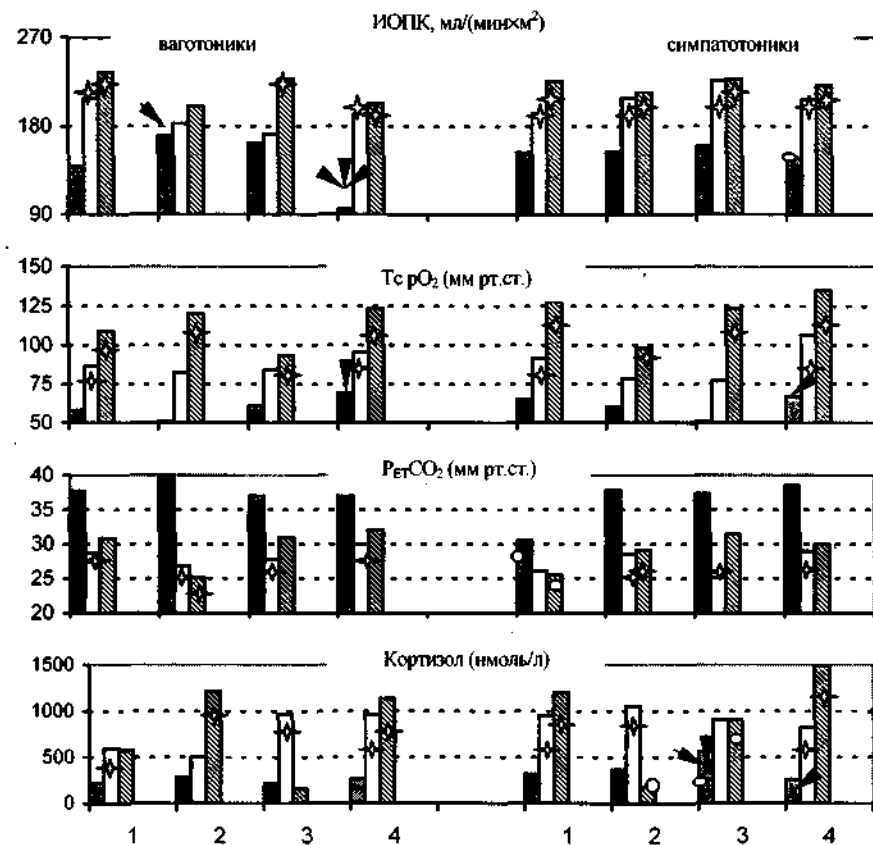 ИОПК, мл/(мин×м²)
ваготоники
симпатотоники
270
180
90
Tc pO₂ (мм рт.ст.)
150
125
100
75
50
PETCO₂ (мм рт.ст.)
40
35
30
25
20
Кортизол (нмоль/л)
1500
1000
500
0
1 2 3 4 1 2 3 4